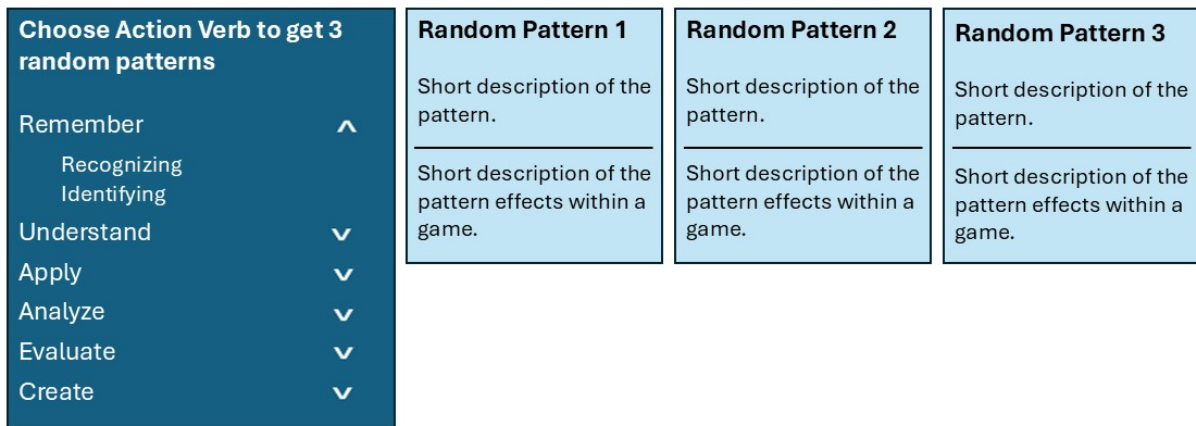 Choose Action Verb to get 3
random patterns
Remember
Recognizing
Identifying
Understand
Apply
Analyze
Evaluate
Create
Random Pattern 1
Short description of the
pattern.
Short description of the
pattern effects within a
game.
Random Pattern 2
Short description of the
pattern.
Short description of the
pattern effects within a
game.
Random Pattern 3
Short description of the
pattern.
Short description of the
pattern effects within a
game.